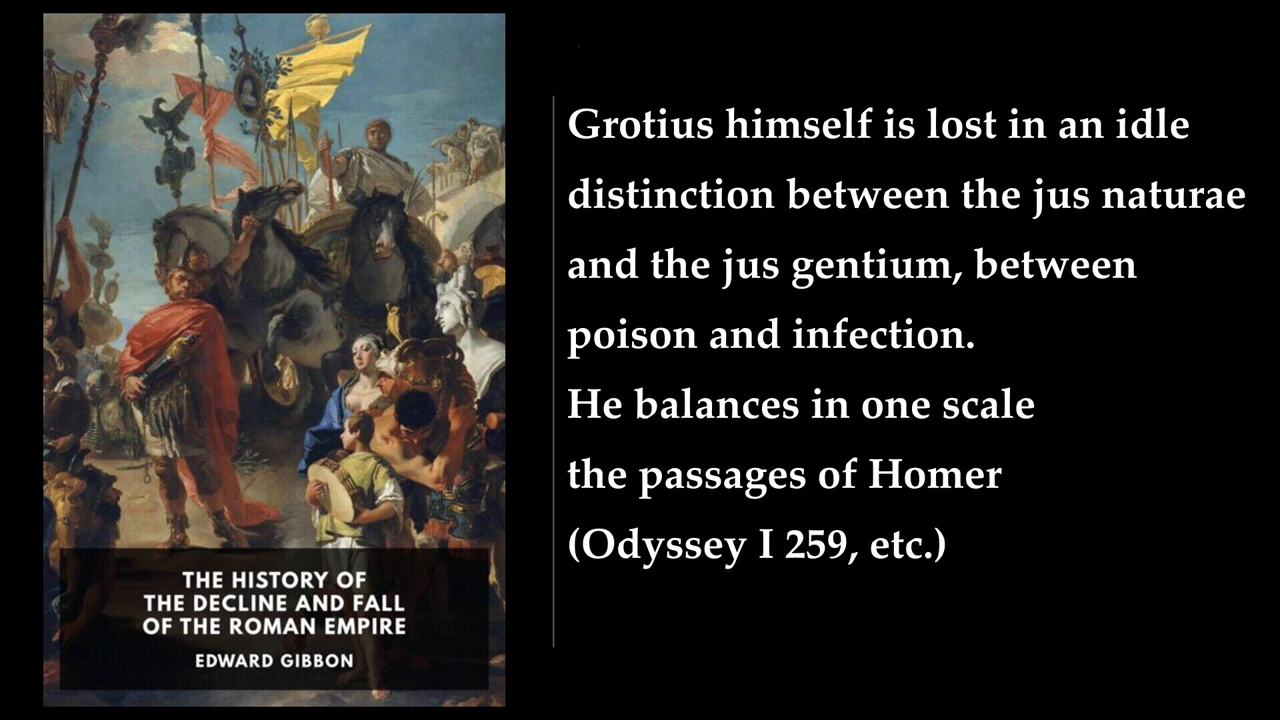 THE HISTORY OF
THE DECLINE AND FALL
OF THE ROMAN EMPIRE
EDWARD GIBBON
Grotius himself is lost in an idle
distinction between the jus naturae
and the jus gentium, between
poison and infection.
He balances in one scale
the passages of Homer
(Odyssey I 259, etc.)